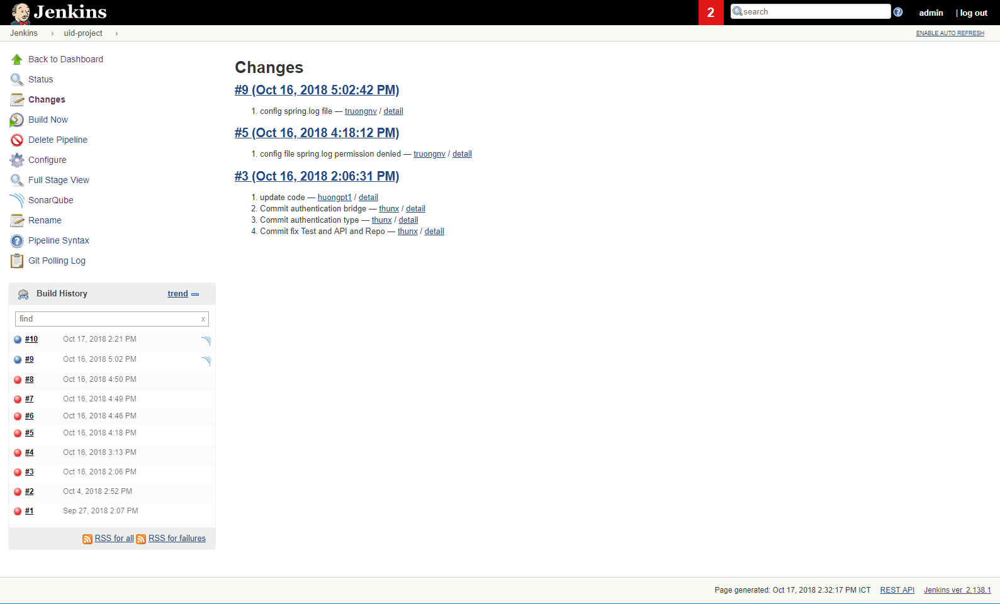 Jenkins
2
search
admin
| log out
Jenkins
uid-project
ENABLE AUTO REFRESH
Back to Dashboard
Status
Changes
Build Now
Delete Pipeline
Configure
Full Stage View
SonarQube
Rename
Pipeline Syntax
Git Polling Log
Build History
trend
find
x
#10 Oct 17, 2018 2:21 PM
#9 Oct 16, 2018 5:02 PM
#8 Oct 16, 2018 4:50 PM
#7 Oct 16, 2018 4:49 PM
#6 Oct 16, 2018 4:46 PM
#5 Oct 16, 2018 4:18 PM
#4 Oct 16, 2018 3:13 PM
#3 Oct 16, 2018 2:06 PM
#2 Oct 4, 2018 2:52 PM
#1 Sep 27, 2018 2:07 PM
RSS for all RSS for failures
Changes
#9 (Oct 16, 2018 5:02:42 PM)
1. config spring.log file — truongnv / detail
#5 (Oct 16, 2018 4:18:12 PM)
1. config file spring.log permission denied — truongnv / detail
#3 (Oct 16, 2018 2:06:31 PM)
1. update code — huongpt1 / detail
2. Commit authentication bridge — thunx / detail
3. Commit authentication type — thunx / detail
4. Commit fix Test and API and Repo — thunx / detail
Page generated: Oct 17, 2018 2:32:17 PM ICT REST API Jenkins ver. 2.138.1